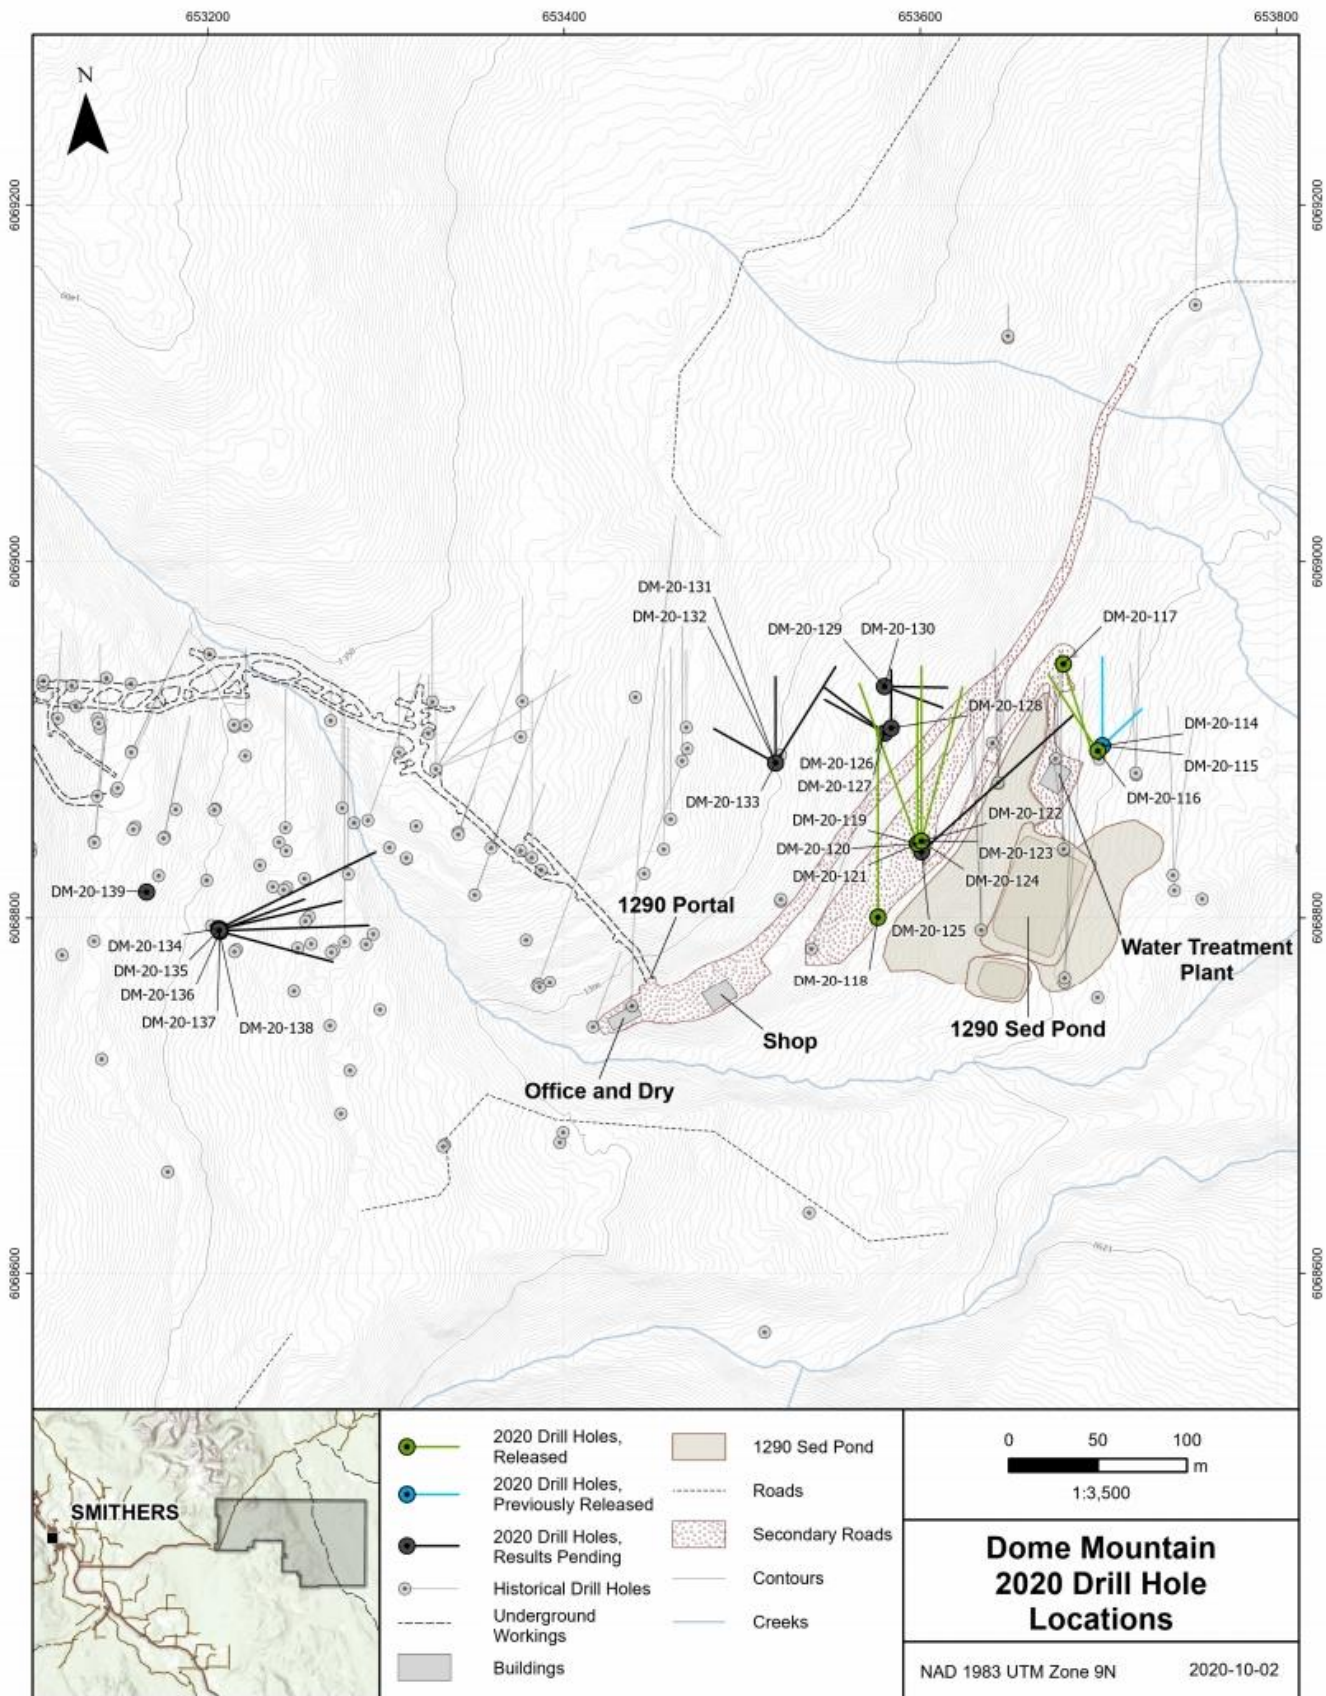 653200
653400
653600
653800
N
6069200
6069200
1400
6069000
6069000
DM-20-131
DM-20-132
DM-20-117
DM-20-129
DM-20-130
1350
DM-20-128
DM-20-114
DM-20-126
DM-20-115
DM-20-127
DM-20-133
DM-20-116
DM-20-119
DM-20-122
DM-20-120
DM-20-123
DM-20-121
DM-20-124
DM-20-139
1290 Portal
6068800
6068800
DM-20-125
DM-20-134
DM-20-135
DM-20-118
Water Treatment
Plant
DM-20-136
DM-20-137
DM-20-138
1300
1290 Sed Pond
Shop
Office and Dry
6068600
6068600
SMITHERS
2020 Drill Holes,
Released
2020 Drill Holes,
Previously Released
2020 Drill Holes,
Results Pending
Historical Drill Holes
Underground
Workings
Buildings
1290 Sed Pond
Roads
Secondary Roads
Contours
Creeks
0 50 100
m
1:3,500
Dome Mountain
2020 Drill Hole
Locations
NAD 1983 UTM Zone 9N 2020-10-02